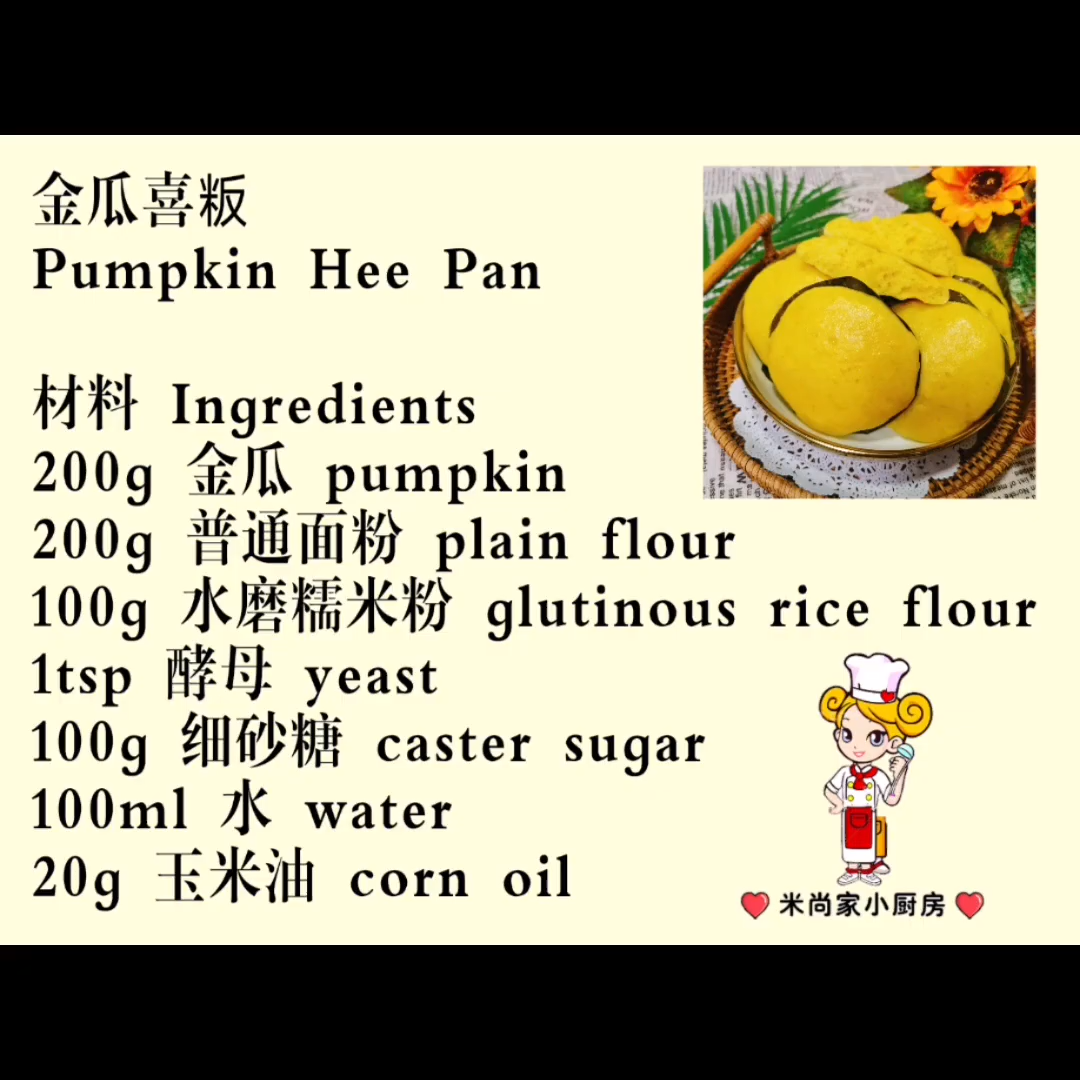 金瓜喜粄
Pumpkin Hee Pan
材料 Ingredients
200g 金瓜 pumpkin
200g 普通面粉 plain flour
100g 水磨糯米粉 glutinous rice flour
1tsp 酵母 yeast
100g 细砂糖 caster sugar
100ml 水 water
20g 玉米油 corn oil
米尚家小厨房